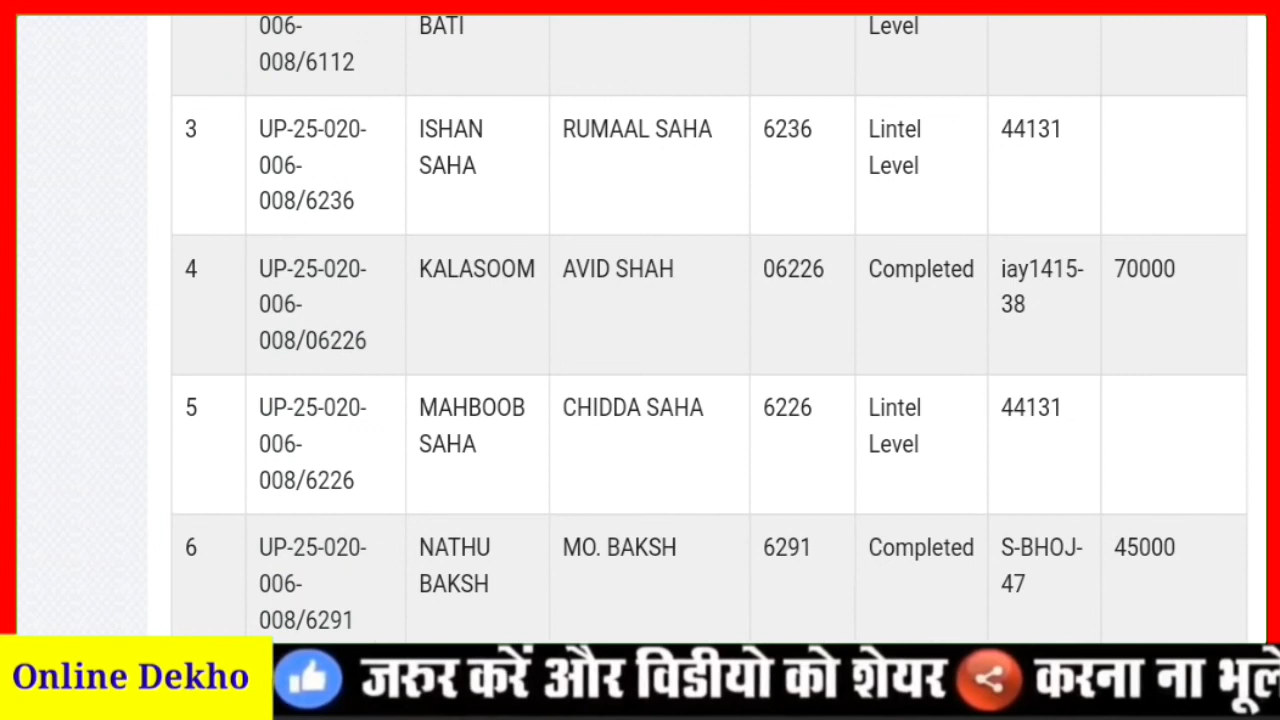 006- BATI Level
008/6112
3 UP-25-020- ISHAN RUMAAL SAHA 6236 Lintel 44131
006- SAHA Level
008/6236
4 UP-25-020- KALASOOM AVID SHAH 06226 Completed iay1415- 70000
006- 38
008/06226
5 UP-25-020- MAHBOOB CHIDDA SAHA 6226 Lintel 44131
006- SAHA Level
008/6226
6 UP-25-020- NATHU MO. BAKSH 6291 Completed S-BHOJ- 45000
006- BAKSH 47
008/6291
Online Dekho जरुर करें और विडीयो को शेयर करना ना भूले